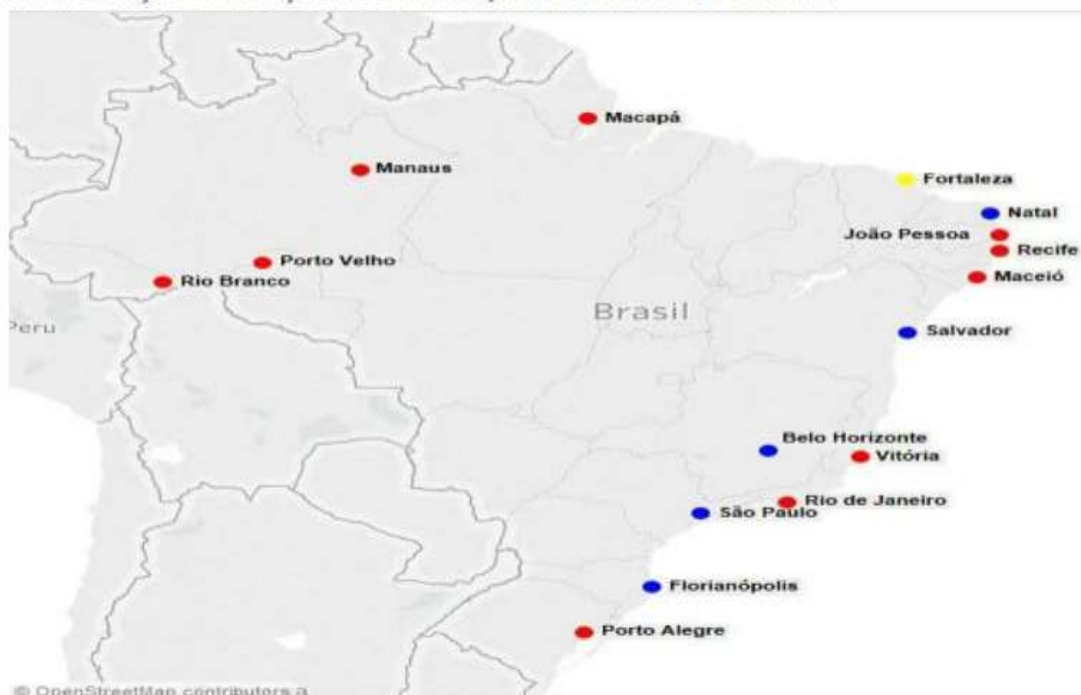 Macapá
Manaus
Fortaleza
Natal
João Pessoa
Recife
Porto Velho
Maceió
Rio Branco
Brasil
Peru
Salvador
Belo Horizonte
Vitória
Rio de Janeiro
São Paulo
Florianópolis
Porto Alegre
© OpenStreetMap contributors a